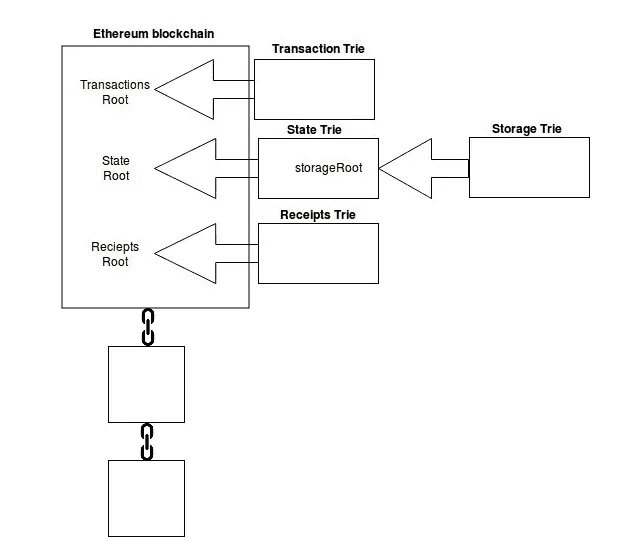 Ethereum blockchain
Transaction Trie
Transactions
Root
State Trie
Storage Trie
State
Root
storageRoot
Receipts Trie
Reciepts
Root